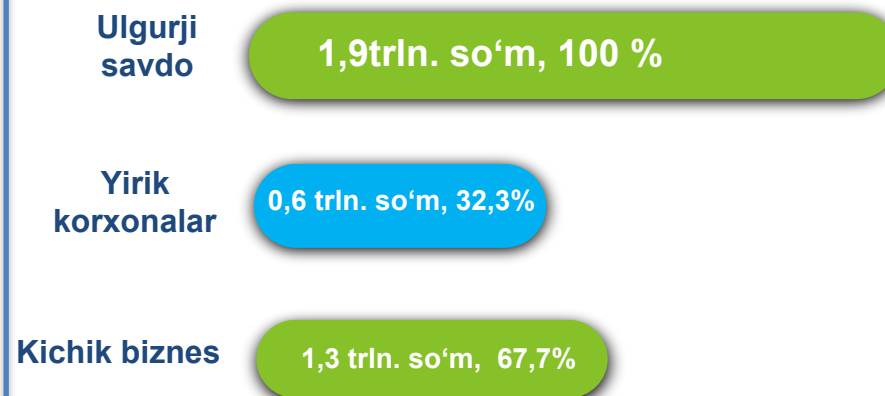 Ulgurji
savdo
1,9trln. so‘m, 100 %
Yirik
korxonalar
0,6 trln. so‘m, 32,3%
Kichik biznes
1,3 trln. so‘m, 67,7%